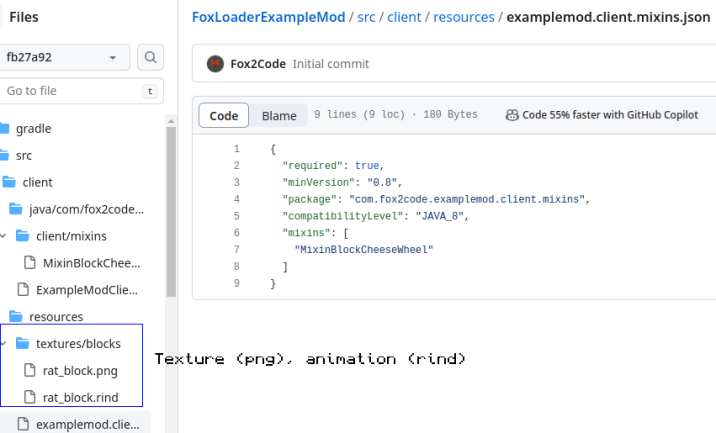 Files
fb27a92
Go to file
t
gradle
src
client
java/com/fox2code...
client/mixins
MixinBlockChee...
ExampleModClie...
resources
textures/blocks
rat_block.png
rat_block.rind
examplemod.clie...
FoxLoaderExampleMod / src / client / resources / examplemod.client.mixins.json
Fox2Code Initial commit
Code Blame 9 lines (9 loc) · 180 Bytes Code 55% faster with GitHub Copilot
1 {
2 "required": true,
3 "minVersion": "0.8",
4 "package": "com.fox2code.examplemod.client.mixins",
5 "compatibilityLevel": "JAVA_8",
6 "mixins": [
7 "MixinBlockCheeseWheel"
8 ]
9 }
Texture (png), animation (rind)